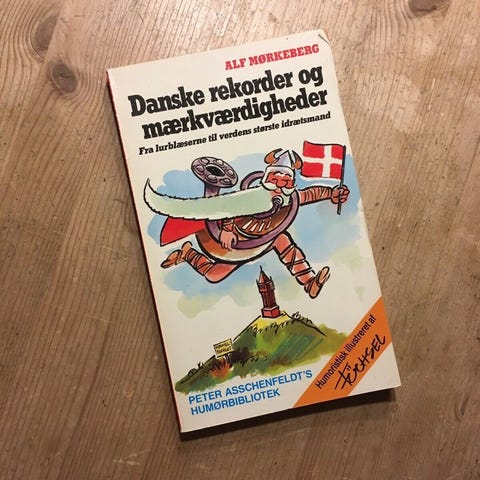 ALF MØRKEBERG
Danske rekorder og
mærkværdigheder
Fra lurblæserne til verdens største idrætsmand
PETER ASSCHENFELDT'S
HUMØRBIBLIOTEK
Humoristisk illustreret af